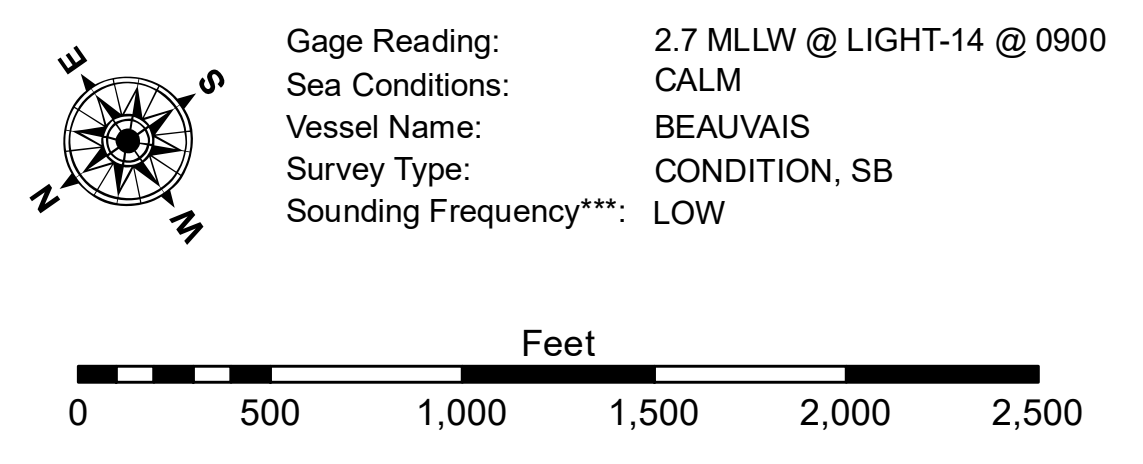 E
S
N
W
Gage Reading: 2.7 MLLW @ LIGHT-14 @ 0900
Sea Conditions: CALM
Vessel Name: BEAUVAIS
Survey Type: CONDITION, SB
Sounding Frequency***: LOW
Feet
0 500 1,000 1,500 2,000 2,500